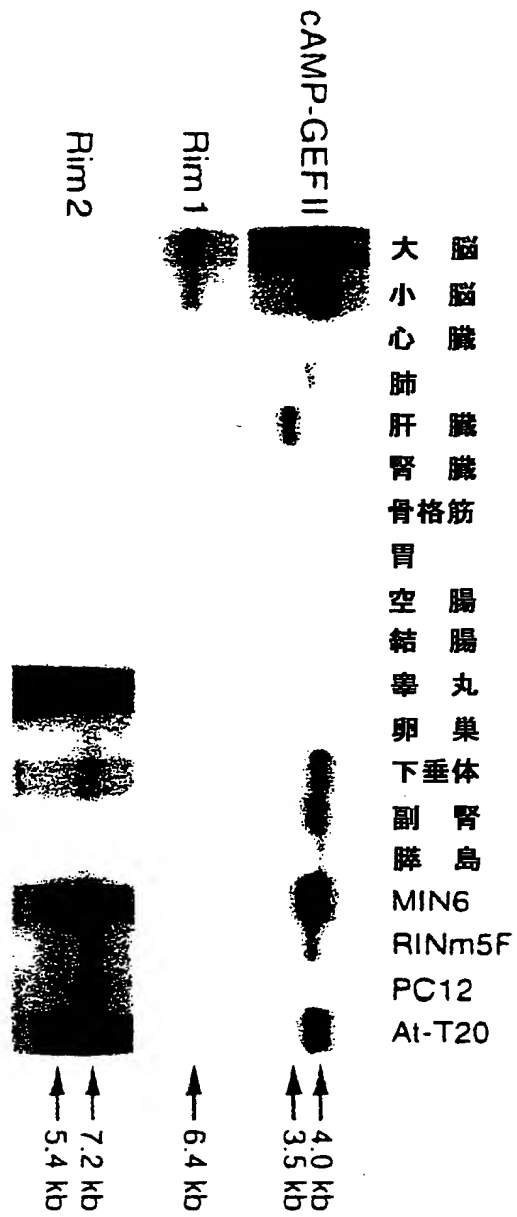 cAMP-GEFII
Rim1
Rim2
大脳
小脳
心臓
肺
肝臓
腎臓
骨格筋
胃
空腸
結腸
睾丸
卵巣
下垂体
副腎
膵島
MIN6
RINm5F
PC12
At-T20
4.0 kb
3.5 kb
6.4 kb
7.2 kb
5.4 kb